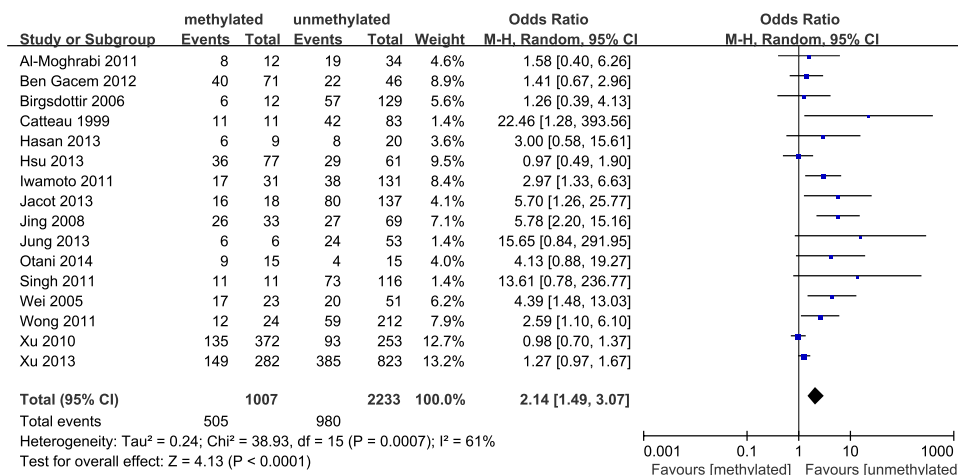 methylated unmethylated Odds Ratio Odds Ratio
Study or Subgroup Events Total Events Total Weight M-H, Random, 95% CI M-H, Random, 95% CI
Al-Moghrabi 2011 8 12 19 34 4.6% 1.58 [0.40, 6.26]
Ben Gacem 2012 40 71 22 46 8.9% 1.41 [0.67, 2.96]
Birgsdottir 2006 6 12 57 129 5.6% 1.26 [0.39, 4.13]
Catteau 1999 11 11 42 83 1.4% 22.46 [1.28, 393.56]
Hasan 2013 6 9 8 20 3.6% 3.00 [0.58, 15.61]
Hsu 2013 36 77 29 61 9.5% 0.97 [0.49, 1.90]
Iwamoto 2011 17 31 38 131 8.4% 2.97 [1.33, 6.63]
Jacot 2013 16 18 80 137 4.1% 5.70 [1.26, 25.77]
Jing 2008 26 33 27 69 7.1% 5.78 [2.20, 15.16]
Jung 2013 6 6 24 53 1.4% 15.65 [0.84, 291.95]
Otani 2014 9 15 4 15 4.0% 4.13 [0.88, 19.27]
Singh 2011 11 11 73 116 1.4% 13.61 [0.78, 236.77]
Wei 2005 17 23 20 51 6.2% 4.39 [1.48, 13.03]
Wong 2011 12 24 59 212 7.9% 2.59 [1.10, 6.10]
Xu 2010 135 372 93 253 12.7% 0.98 [0.70, 1.37]
Xu 2013 149 282 385 823 13.2% 1.27 [0.97, 1.67]
Total (95% CI) 1007 2233 100.0% 2.14 [1.49, 3.07]
Total events 505 980
Heterogeneity: Tau² = 0.24; Chi² = 38.93, df = 15 (P = 0.0007); I² = 61%
Test for overall effect: Z = 4.13 (P < 0.0001)
0.001 0.1 1 10 1000
Favours [methylated] Favours [unmethylated]